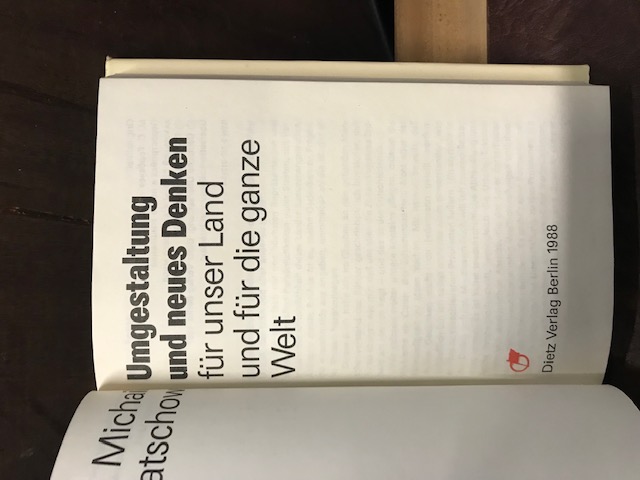 Micha
atschow
Umgestaltung
und neues Denken
für unser Land
und für die ganze
Welt
Dietz Verlag Berlin 1988